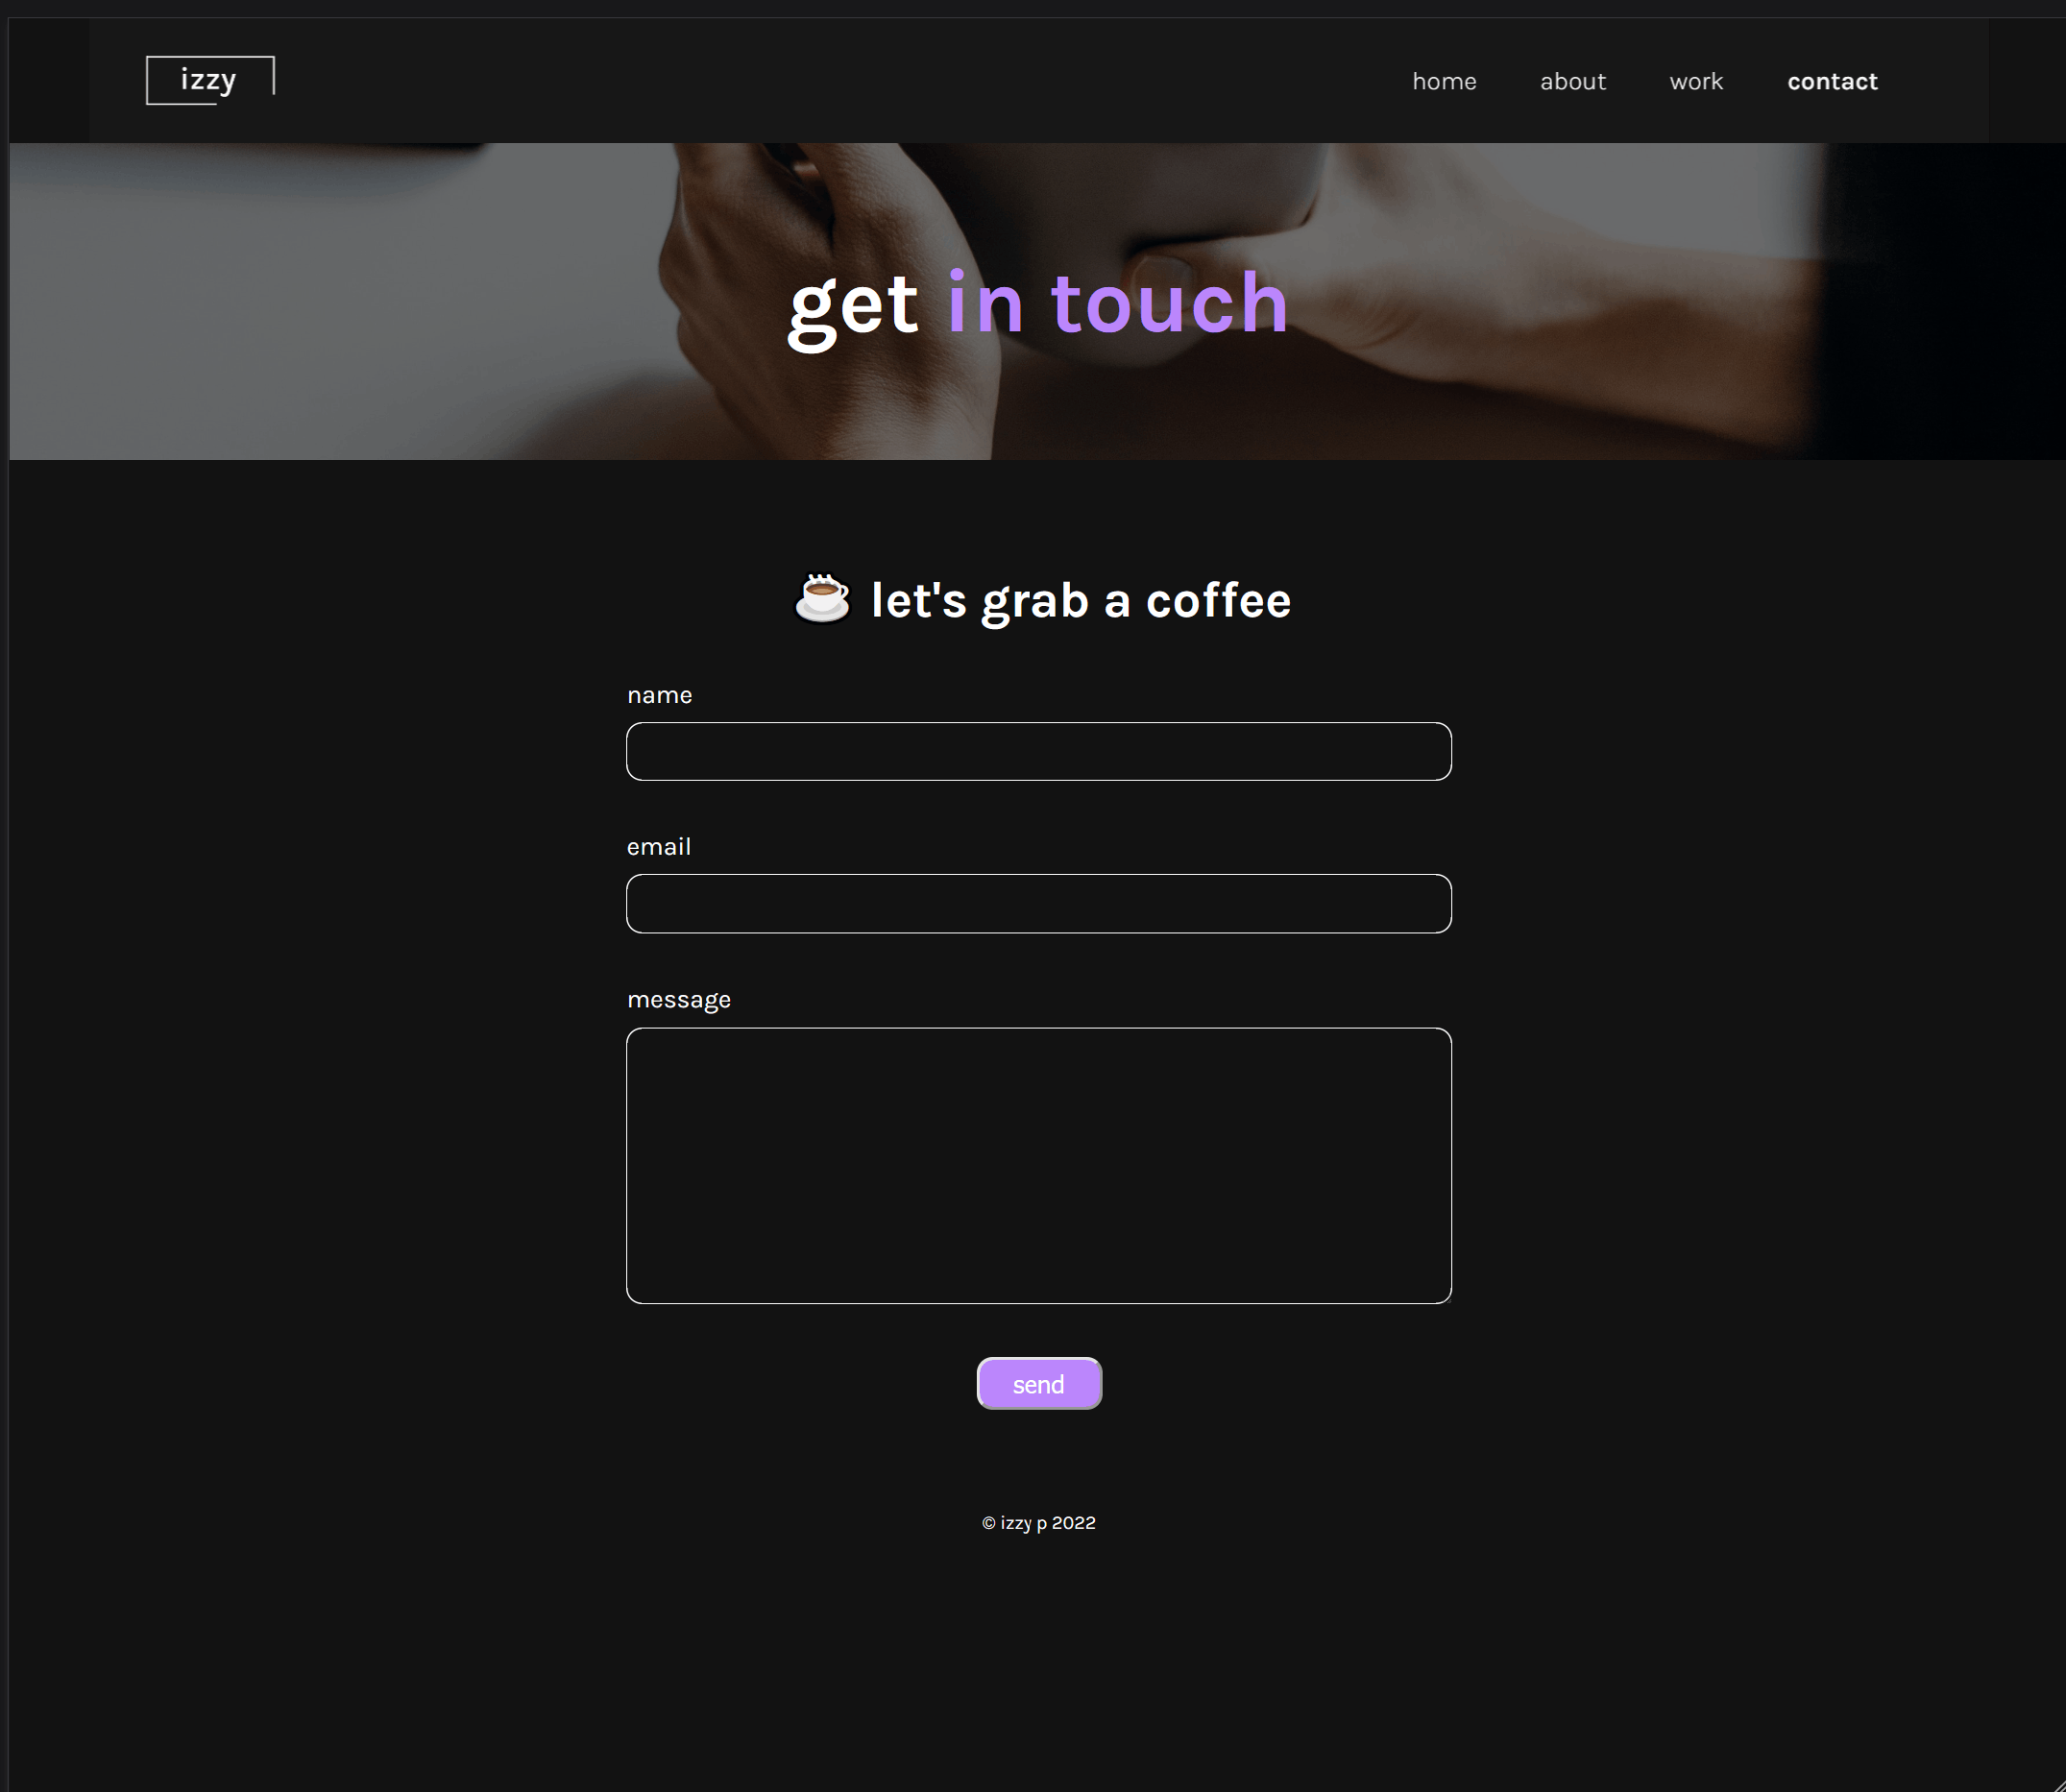 izzy
home about work contact
get in touch
☕ let's grab a coffee
name
email
message
send
© izzy p 2022